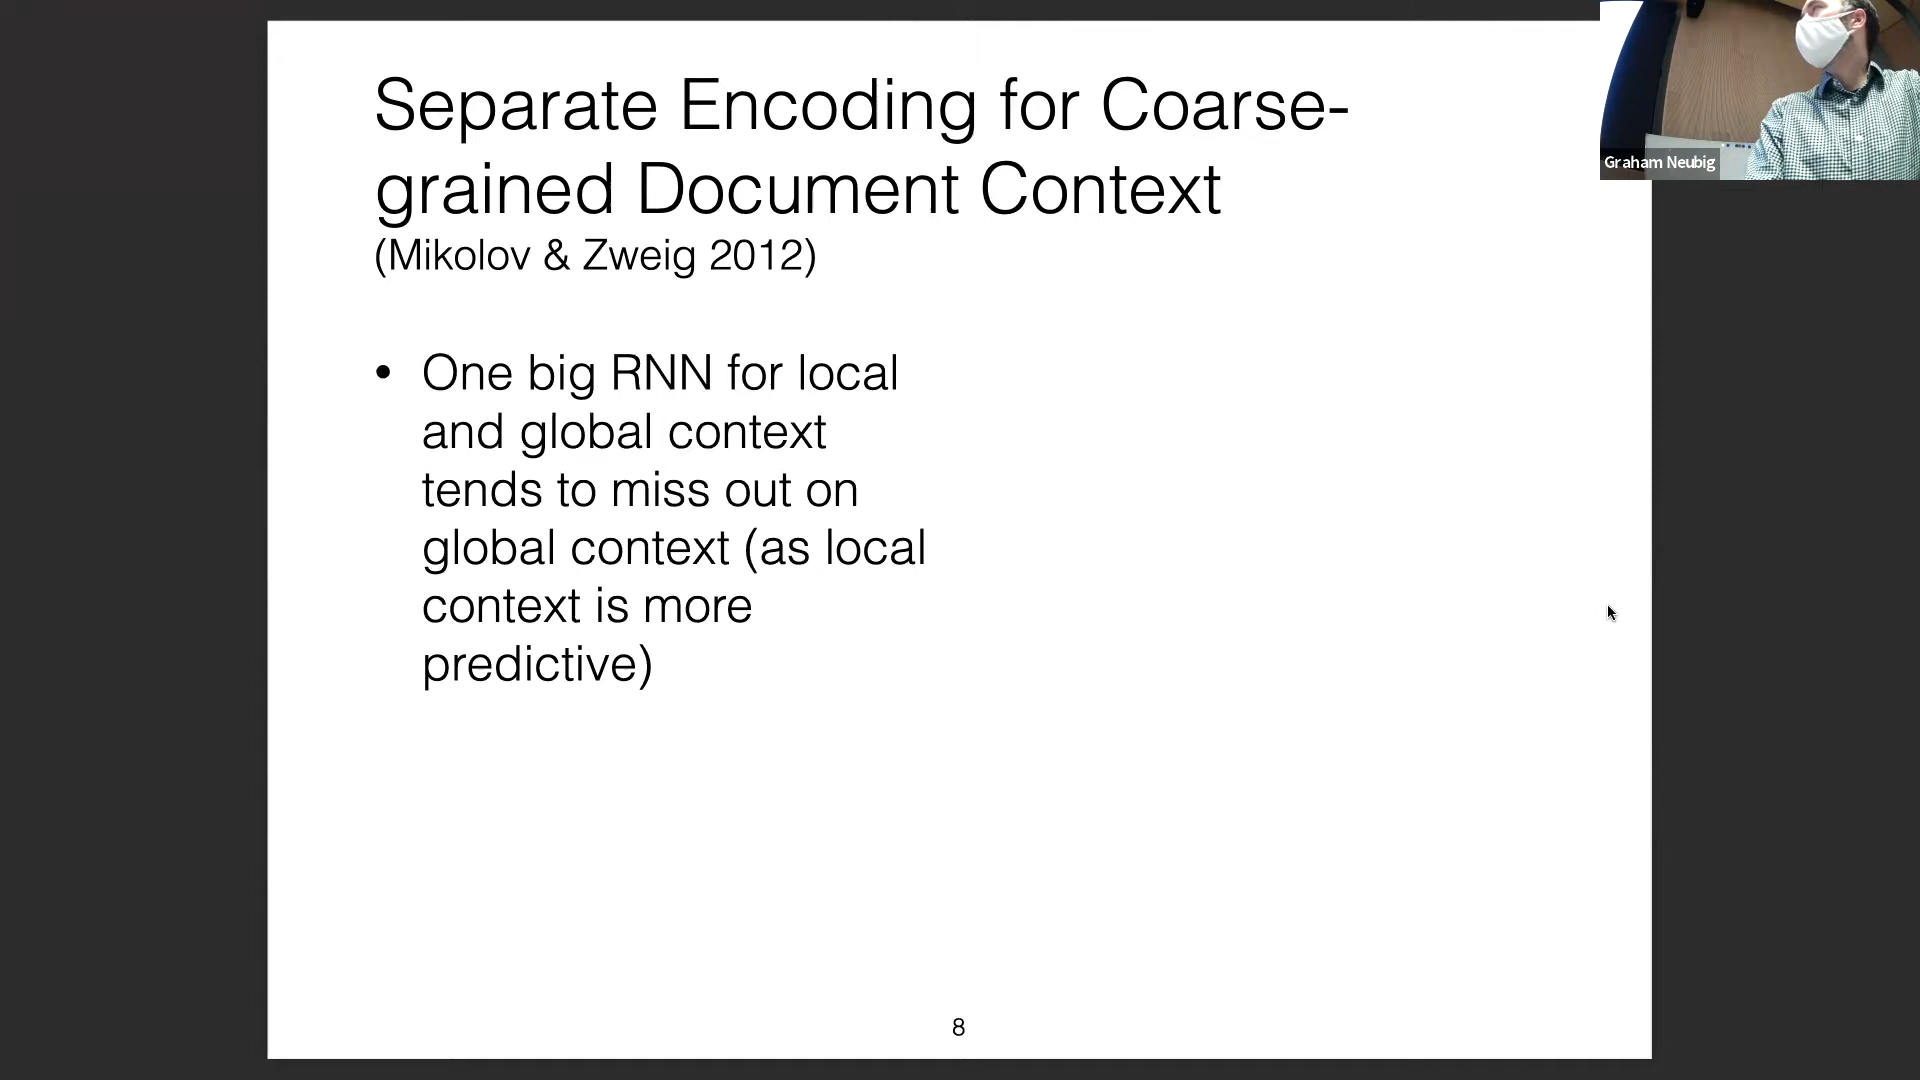 Separate Encoding for Coarse-
grained Document Context
(Mikolov & Zweig 2012)
• One big RNN for local
and global context
tends to miss out on
global context (as local
context is more
predictive)
8
Graham Neubig